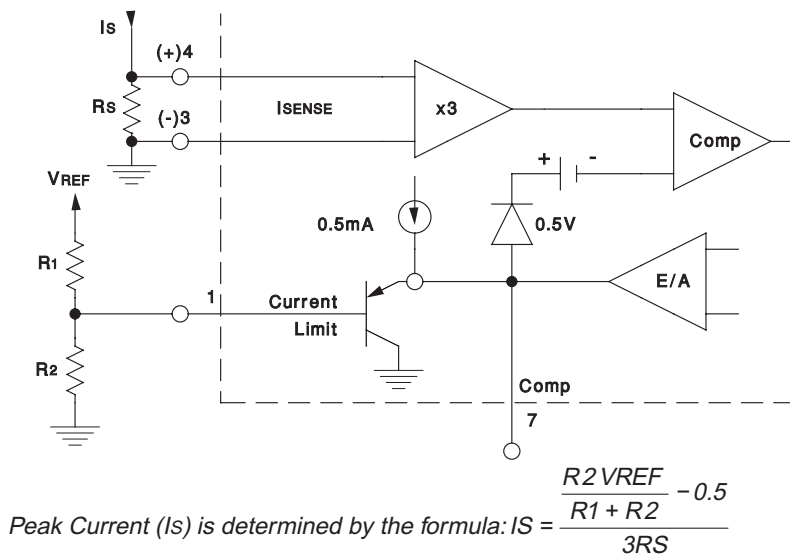 IS
(+)4
RS
(-)3
ISENSE
x3
Comp
+ -
VREF
0.5mA
0.5V
R1
E/A
1
Current
Limit
R2
Comp
7
Peak Current (IS) is determined by the formula: IS = (R2 VREF / (R1 + R2) - 0.5) / 3RS